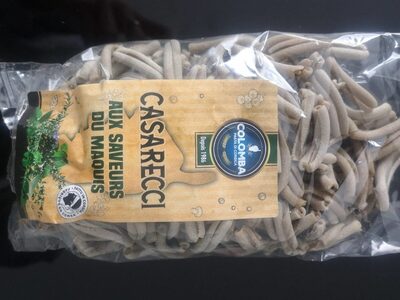 CASARECCI
AUX SAVEURS
DU MAQUIS
COLOMBA
Depuis 1986